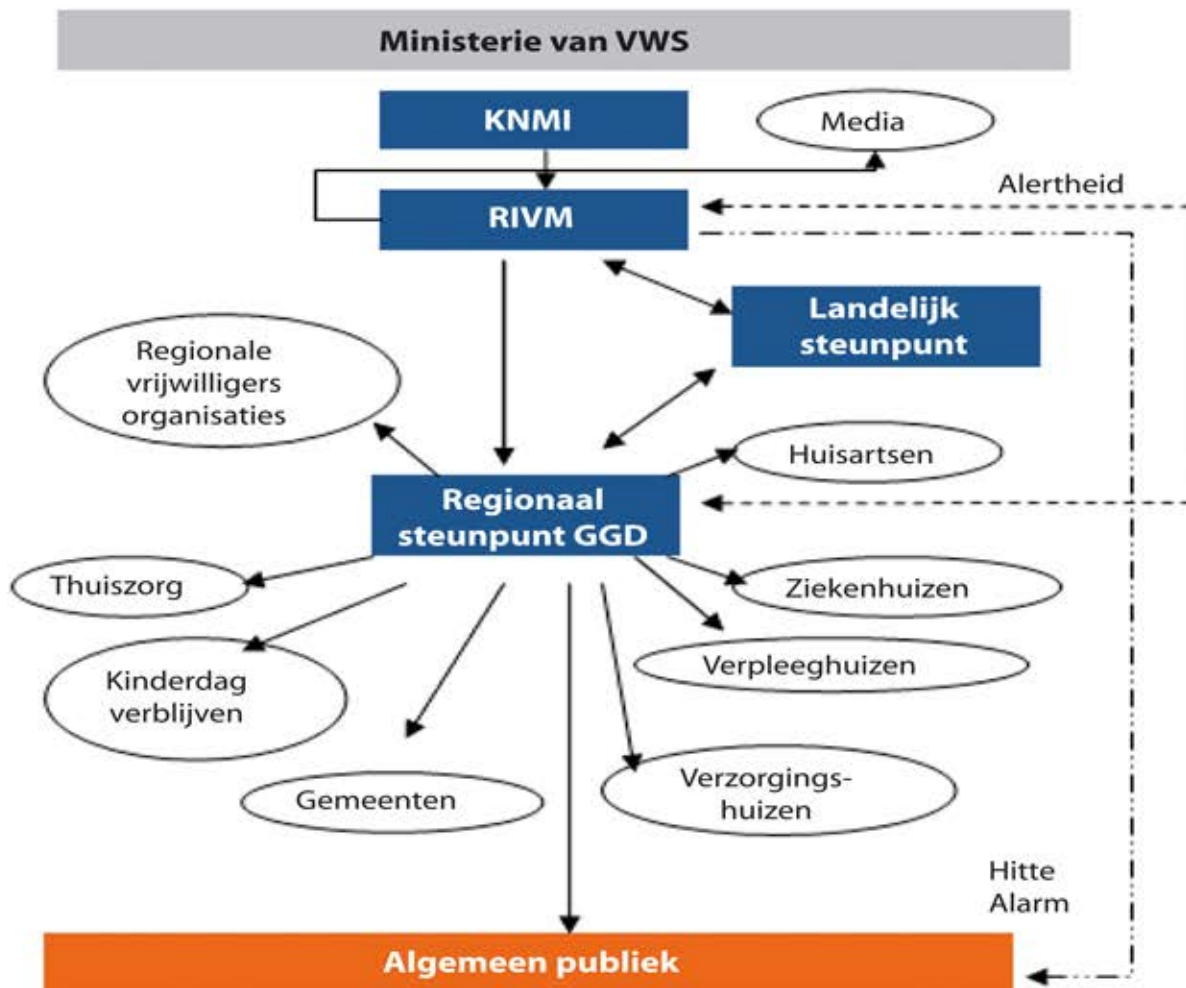 Ministerie van VWS
KNMI
Media
Alertheid
RIVM
Landelijk
steunpunt
Regionale
vrijwilligers
organisaties
Huisartsen
Regionaal
steunpunt GGD
Thuiszorg
Ziekenhuizen
Verpleeghuizen
Kinderdag
verblijven
Gemeenten
Verzorgings-
huizen
Hitte
Alarm
Algemeen publiek